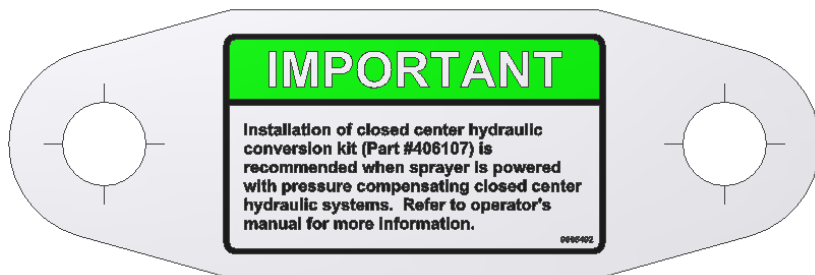 IMPORTANT
Installation of closed center hydraulic
conversion kit (Part #406107) is
recommended when sprayer is powered
with pressure compensating closed center
hydraulic systems.  Refer to operator's
manual for more information.